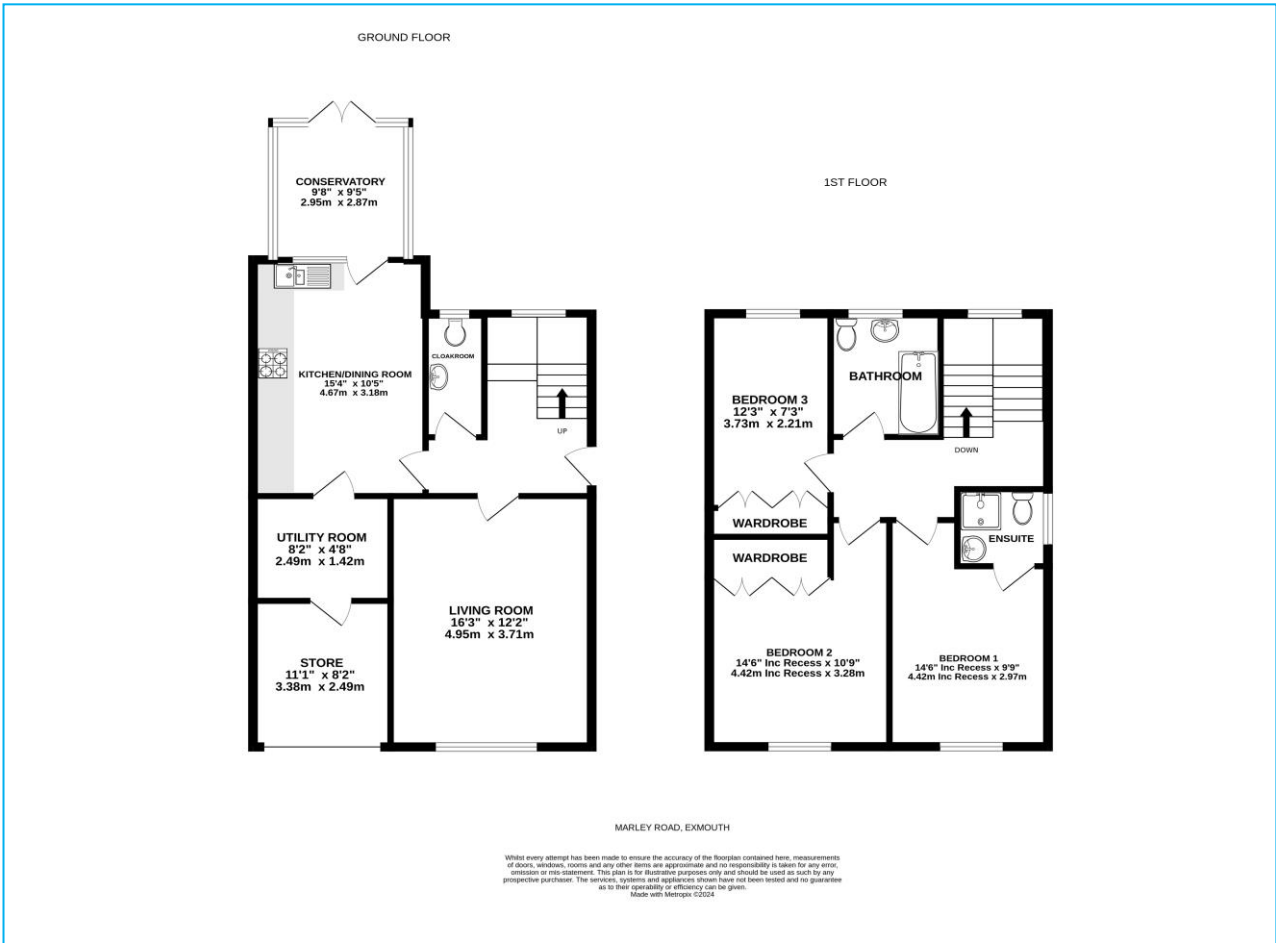 GROUND FLOOR
CONSERVATORY
9'8" x 9'5"
2.95m x 2.87m
KITCHEN/DINING ROOM
15'4" x 10'5"
4.67m x 3.18m
CLOAKROOM
UP
UTILITY ROOM
8'2" x 4'8"
2.49m x 1.42m
LIVING ROOM
16'3" x 12'2"
4.95m x 3.71m
STORE
11'1" x 8'2"
3.38m x 2.49m
1ST FLOOR
BATHROOM
BEDROOM 3
12'3" x 7'3"
3.73m x 2.21m
DOWN
WARDROBE
ENSUITE
WARDROBE
BEDROOM 2
14'6" Inc Recess x 10'9"
4.42m Inc Recess x 3.28m
BEDROOM 1
14'6" Inc Recess x 9'9"
4.42m Inc Recess x 2.97m
MARLEY ROAD, EXMOUTH
Whilst every attempt has been made to ensure the accuracy of the floorplan contained here, measurements
of doors, windows, rooms and any other items are approximate and no responsibility is taken for any error,
omission or mis-statement. This plan is for illustrative purposes only and should be used as such by any
prospective purchaser. The services, systems and appliances shown have not been tested and no guarantee
as to their operability or efficiency can be given.
Made with Metropix ©2024